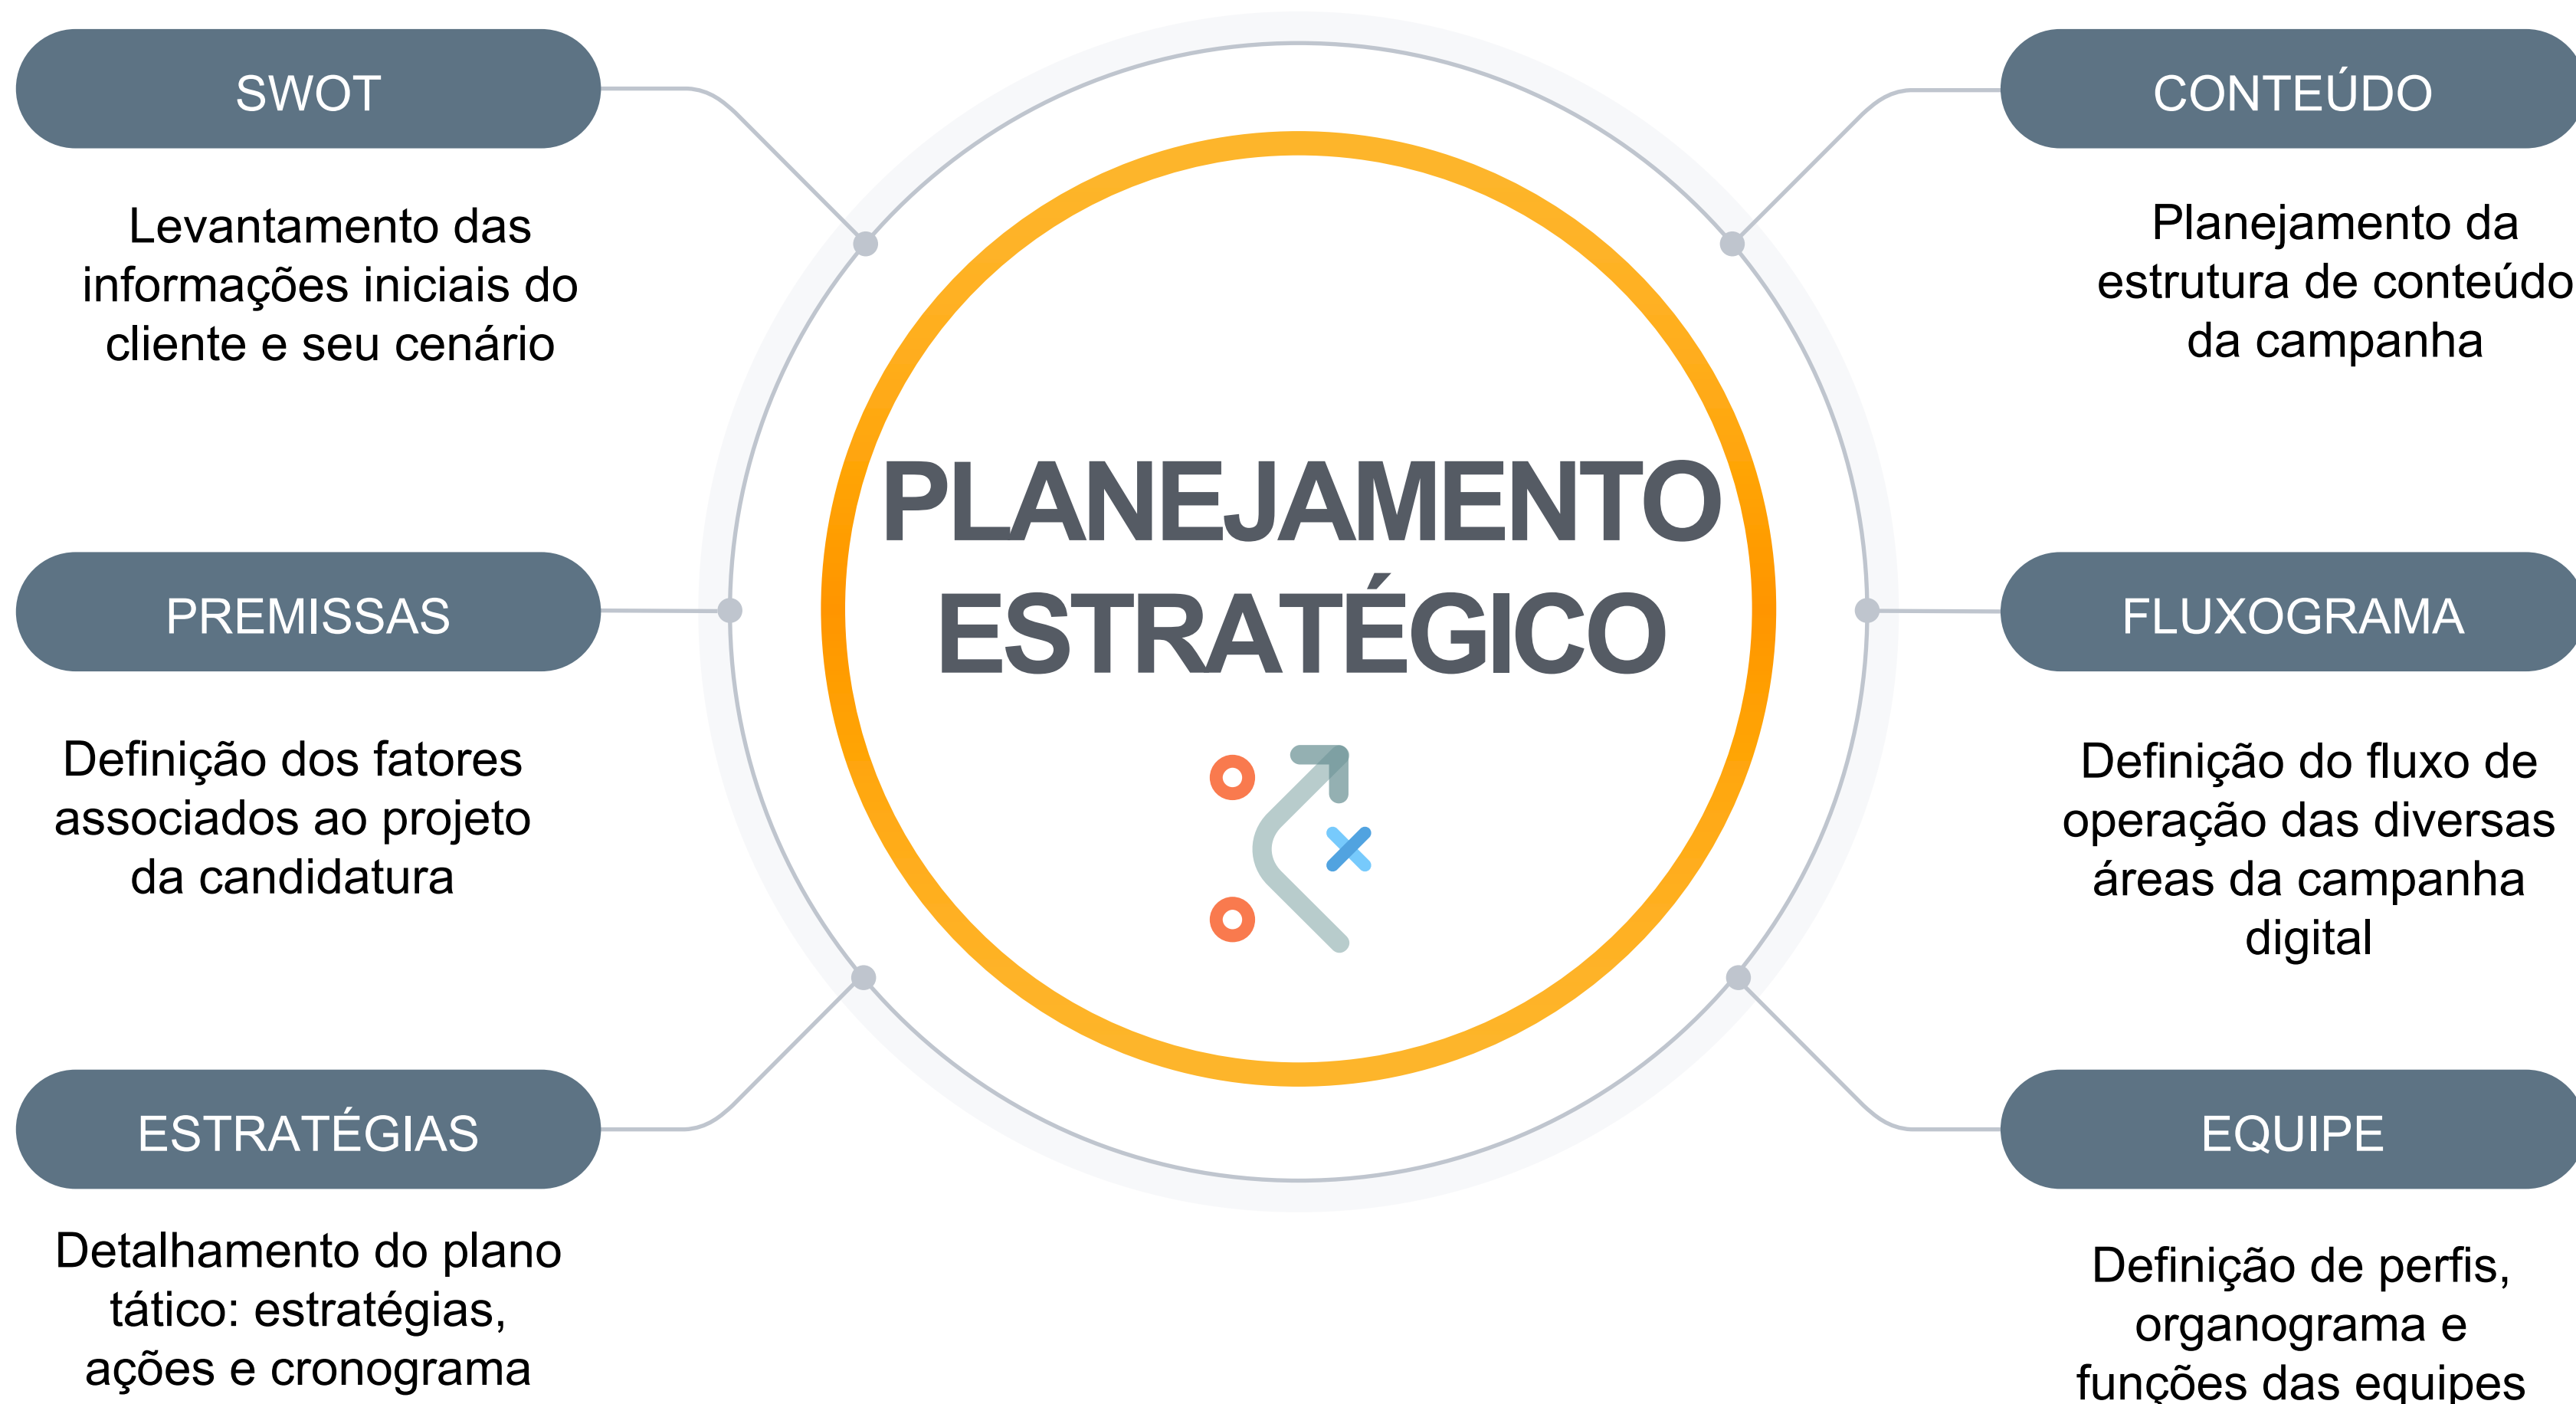 SWOT
Levantamento das
informações iniciais do
cliente e seu cenário
PREMISSAS
Definição dos fatores
associados ao projeto
da candidatura
ESTRATÉGIAS
Detalhamento do plano
tático: estratégias,
ações e cronograma
PLANEJAMENTO
ESTRATÉGICO
CONTEÚDO
Planejamento da
estrutura de conteúdo
da campanha
FLUXOGRAMA
Definição do fluxo de
operação das diversas
áreas da campanha
digital
EQUIPE
Definição de perfis,
organograma e
funções das equipes